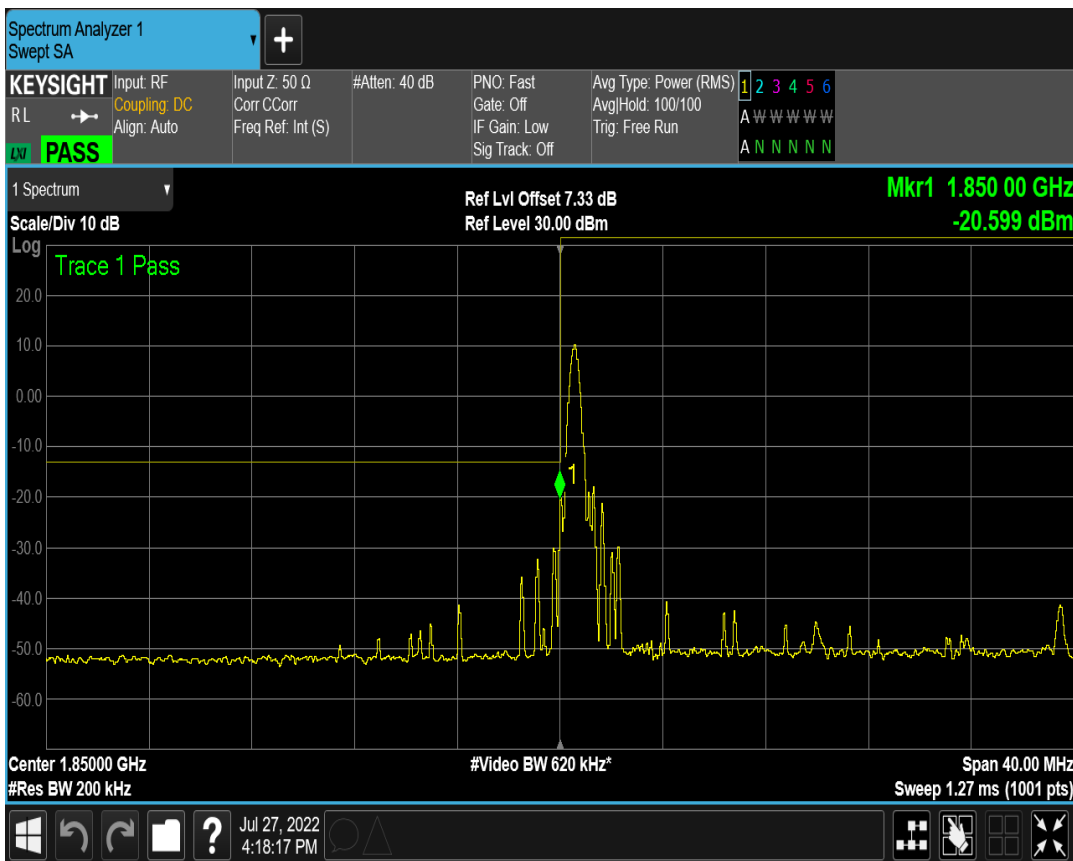 Spectrum Analyzer 1
Swept SA
+
KEYSIGHT Input: RF Input Z: 50 Ω #Atten: 40 dB PNO: Fast Avg Type: Power (RMS) 1 2 3 4 5 6
R L Coupling: DC Corr CCorr Gate: Off Avg|Hold: 100/100 A W W W W W
Align: Auto Freq Ref: Int (S) IF Gain: Low Trig: Free Run
LXI PASS Sig Track: Off A N N N N N
1 Spectrum Ref Lvl Offset 7.33 dB Mkr1 1.850 00 GHz
Scale/Div 10 dB Ref Level 30.00 dBm -20.599 dBm
Log
Trace 1 Pass
20.0
10.0
0.00
-10.0
1
-20.0
-30.0
-40.0
-50.0
-60.0
Center 1.85000 GHz #Video BW 620 kHz* Span 40.00 MHz
#Res BW 200 kHz Sweep 1.27 ms (1001 pts)
? Jul 27, 2022
4:18:17 PM